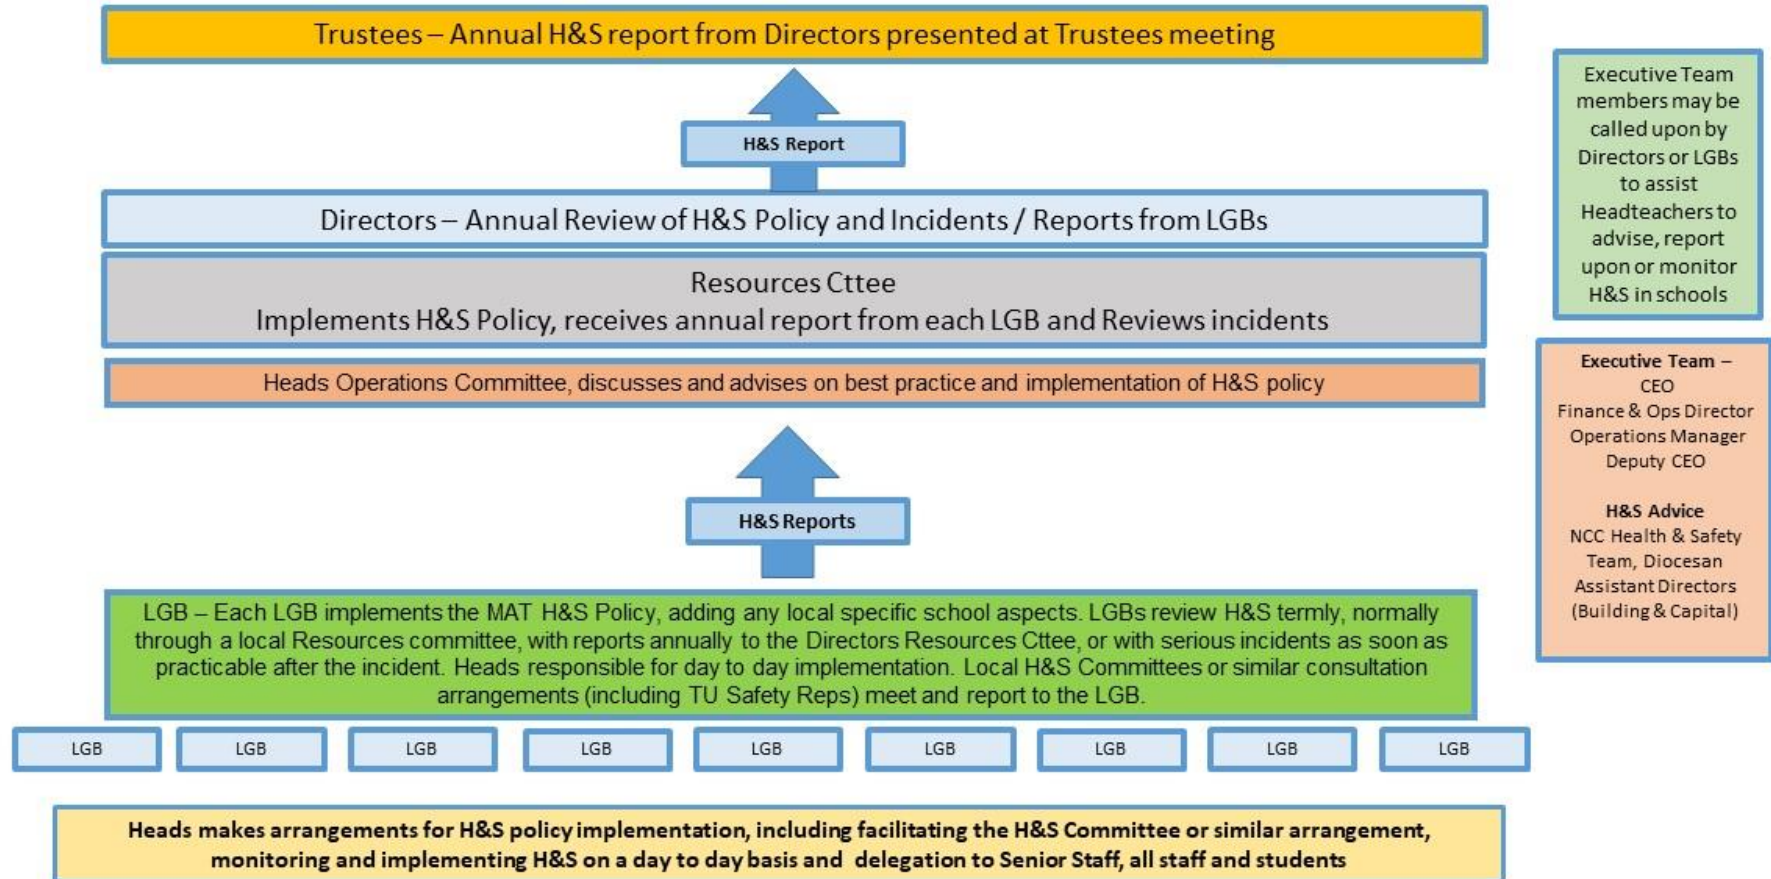 Trustees – Annual H&S report from Directors presented at Trustees meeting
H&S Report
Directors – Annual Review of H&S Policy and Incidents / Reports from LGBs
Resources Cttee
Implements H&S Policy, receives annual report from each LGB and Reviews incidents
Heads Operations Committee, discusses and advises on best practice and implementation of H&S policy
H&S Reports
LGB – Each LGB implements the MAT H&S Policy, adding any local specific school aspects. LGBs review H&S termly, normally
through a local Resources committee, with reports annually to the Directors Resources Cttee, or with serious incidents as soon as
practicable after the incident. Heads responsible for day to day implementation. Local H&S Committees or similar consultation
arrangements (including TU Safety Reps) meet and report to the LGB.
LGB
LGB
LGB
LGB
LGB
LGB
LGB
LGB
LGB
Heads makes arrangements for H&S policy implementation, including facilitating the H&S Committee or similar arrangement,
monitoring and implementing H&S on a day to day basis and delegation to Senior Staff, all staff and students
Executive Team
members may be
called upon by
Directors or LGBs
to assist
Headteachers to
advise, report
upon or monitor
H&S in schools
Executive Team –
CEO
Finance & Ops Director
Operations Manager
Deputy CEO
H&S Advice
NCC Health & Safety
Team, Diocesan
Assistant Directors
(Building & Capital)